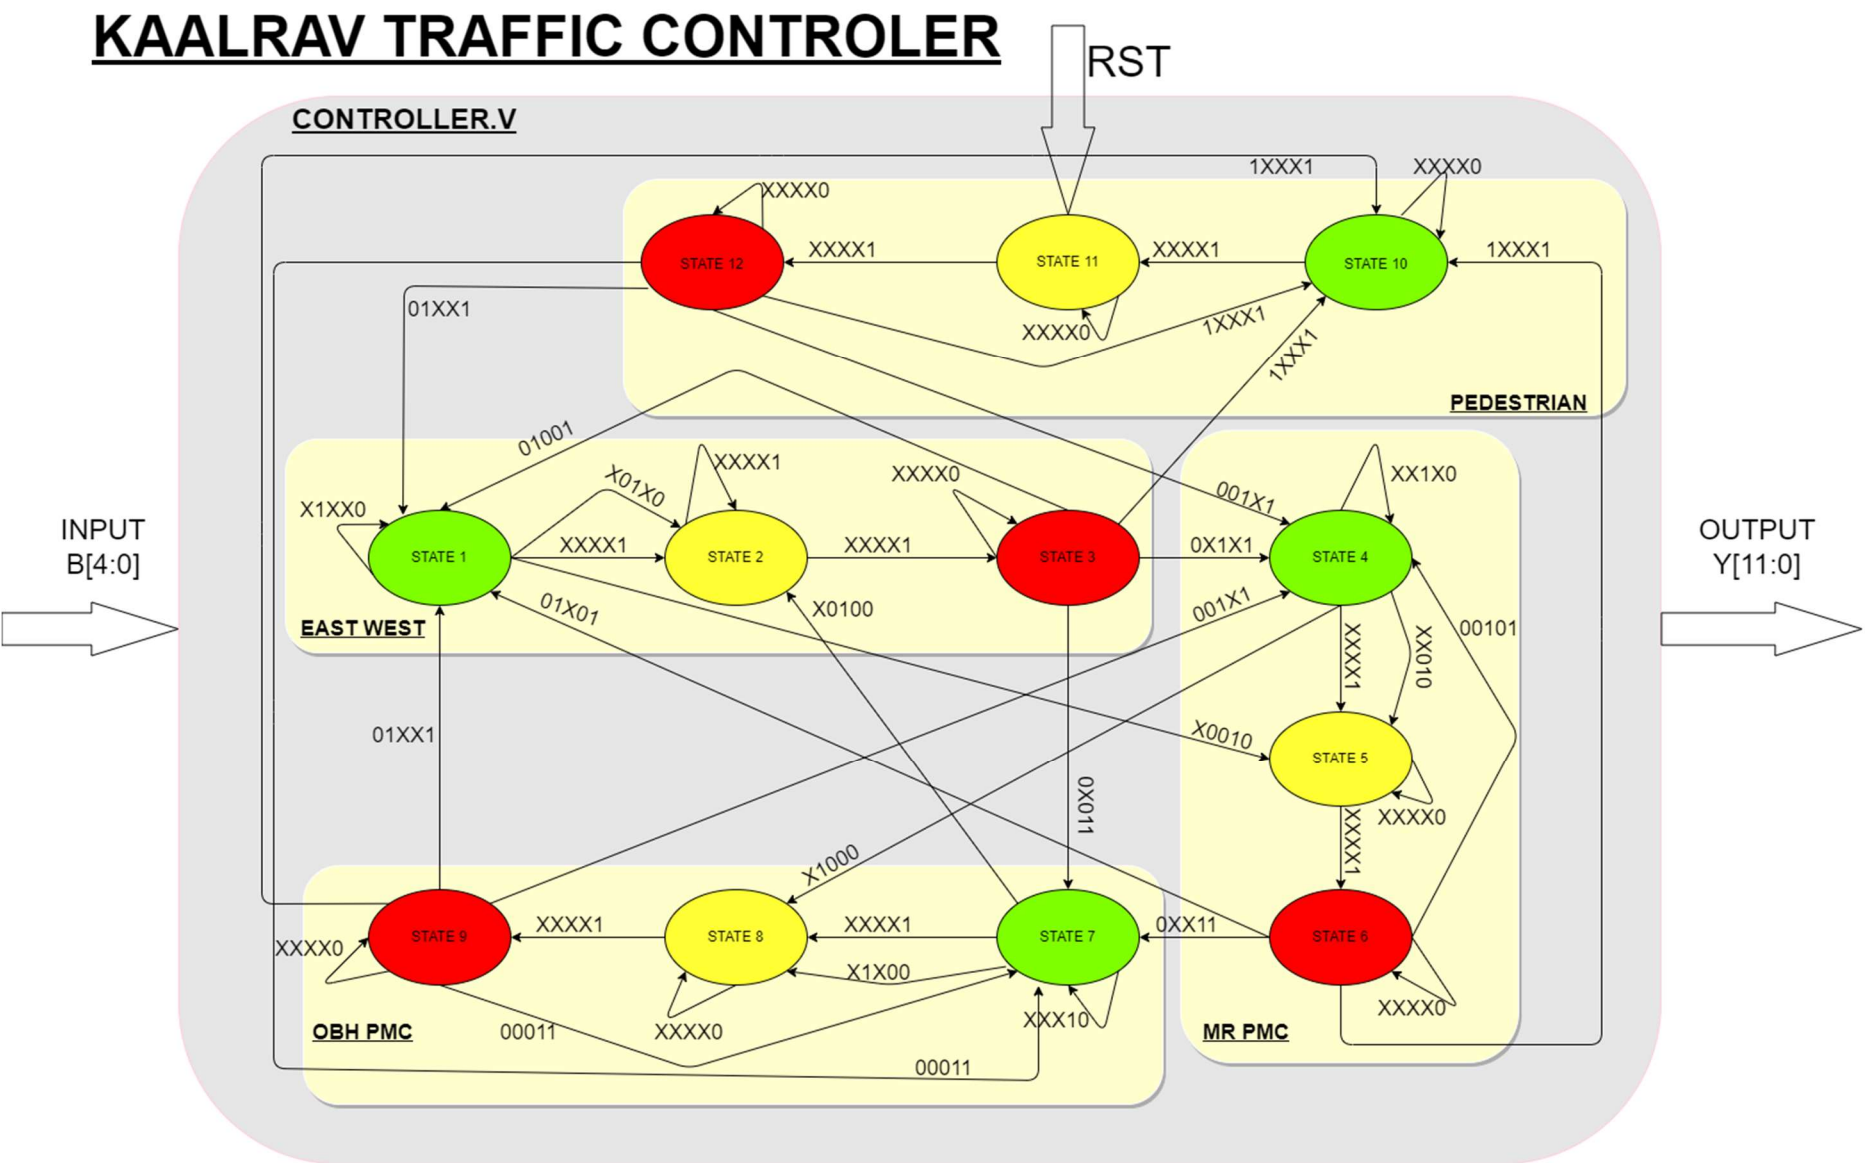 KAALRAV TRAFFIC CONTROLER
RST
CONTROLLER.V
1XXX1
XXXX0
XXXX0
STATE 12
XXXX1
STATE 11
XXXX1
STATE 10
1XXX1
01XX1
XXXX0
1XXX1
1XXX1
PEDESTRIAN
01001
X1XX0
X01X0
XXXX1
XXXX0
001X1
XX1X0
INPUT
B[4:0]
STATE 1
XXXX1
STATE 2
XXXX1
STATE 3
0X1X1
STATE 4
OUTPUT
Y[11:0]
EAST WEST
01X01
X0100
001X1
XXXX1
XX010
00101
01XX1
X0010
STATE 5
0X011
XXXX1
XXXX0
X1000
XXXX0
STATE 9
XXXX1
STATE 8
XXXX1
STATE 7
0XX11
STATE 6
X1X00
OBH PMC
00011
XXXX0
XXX10
MR PMC
XXXX0
00011